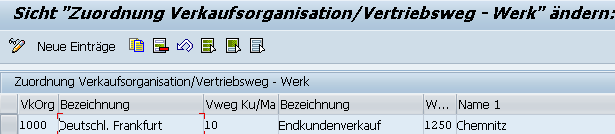 Sicht "Zuordnung Verkaufsorganisation/Vertriebsweg - Werk" ändern:
Neue Einträge
Zuordnung Verkaufsorganisation/Vertriebsweg - Werk
VkOrg Bezeichnung Vweg Ku/Ma Bezeichnung W... Name 1
1000 Deutschl. Frankfurt 10 Endkundenverkauf 1250 Chemnitz